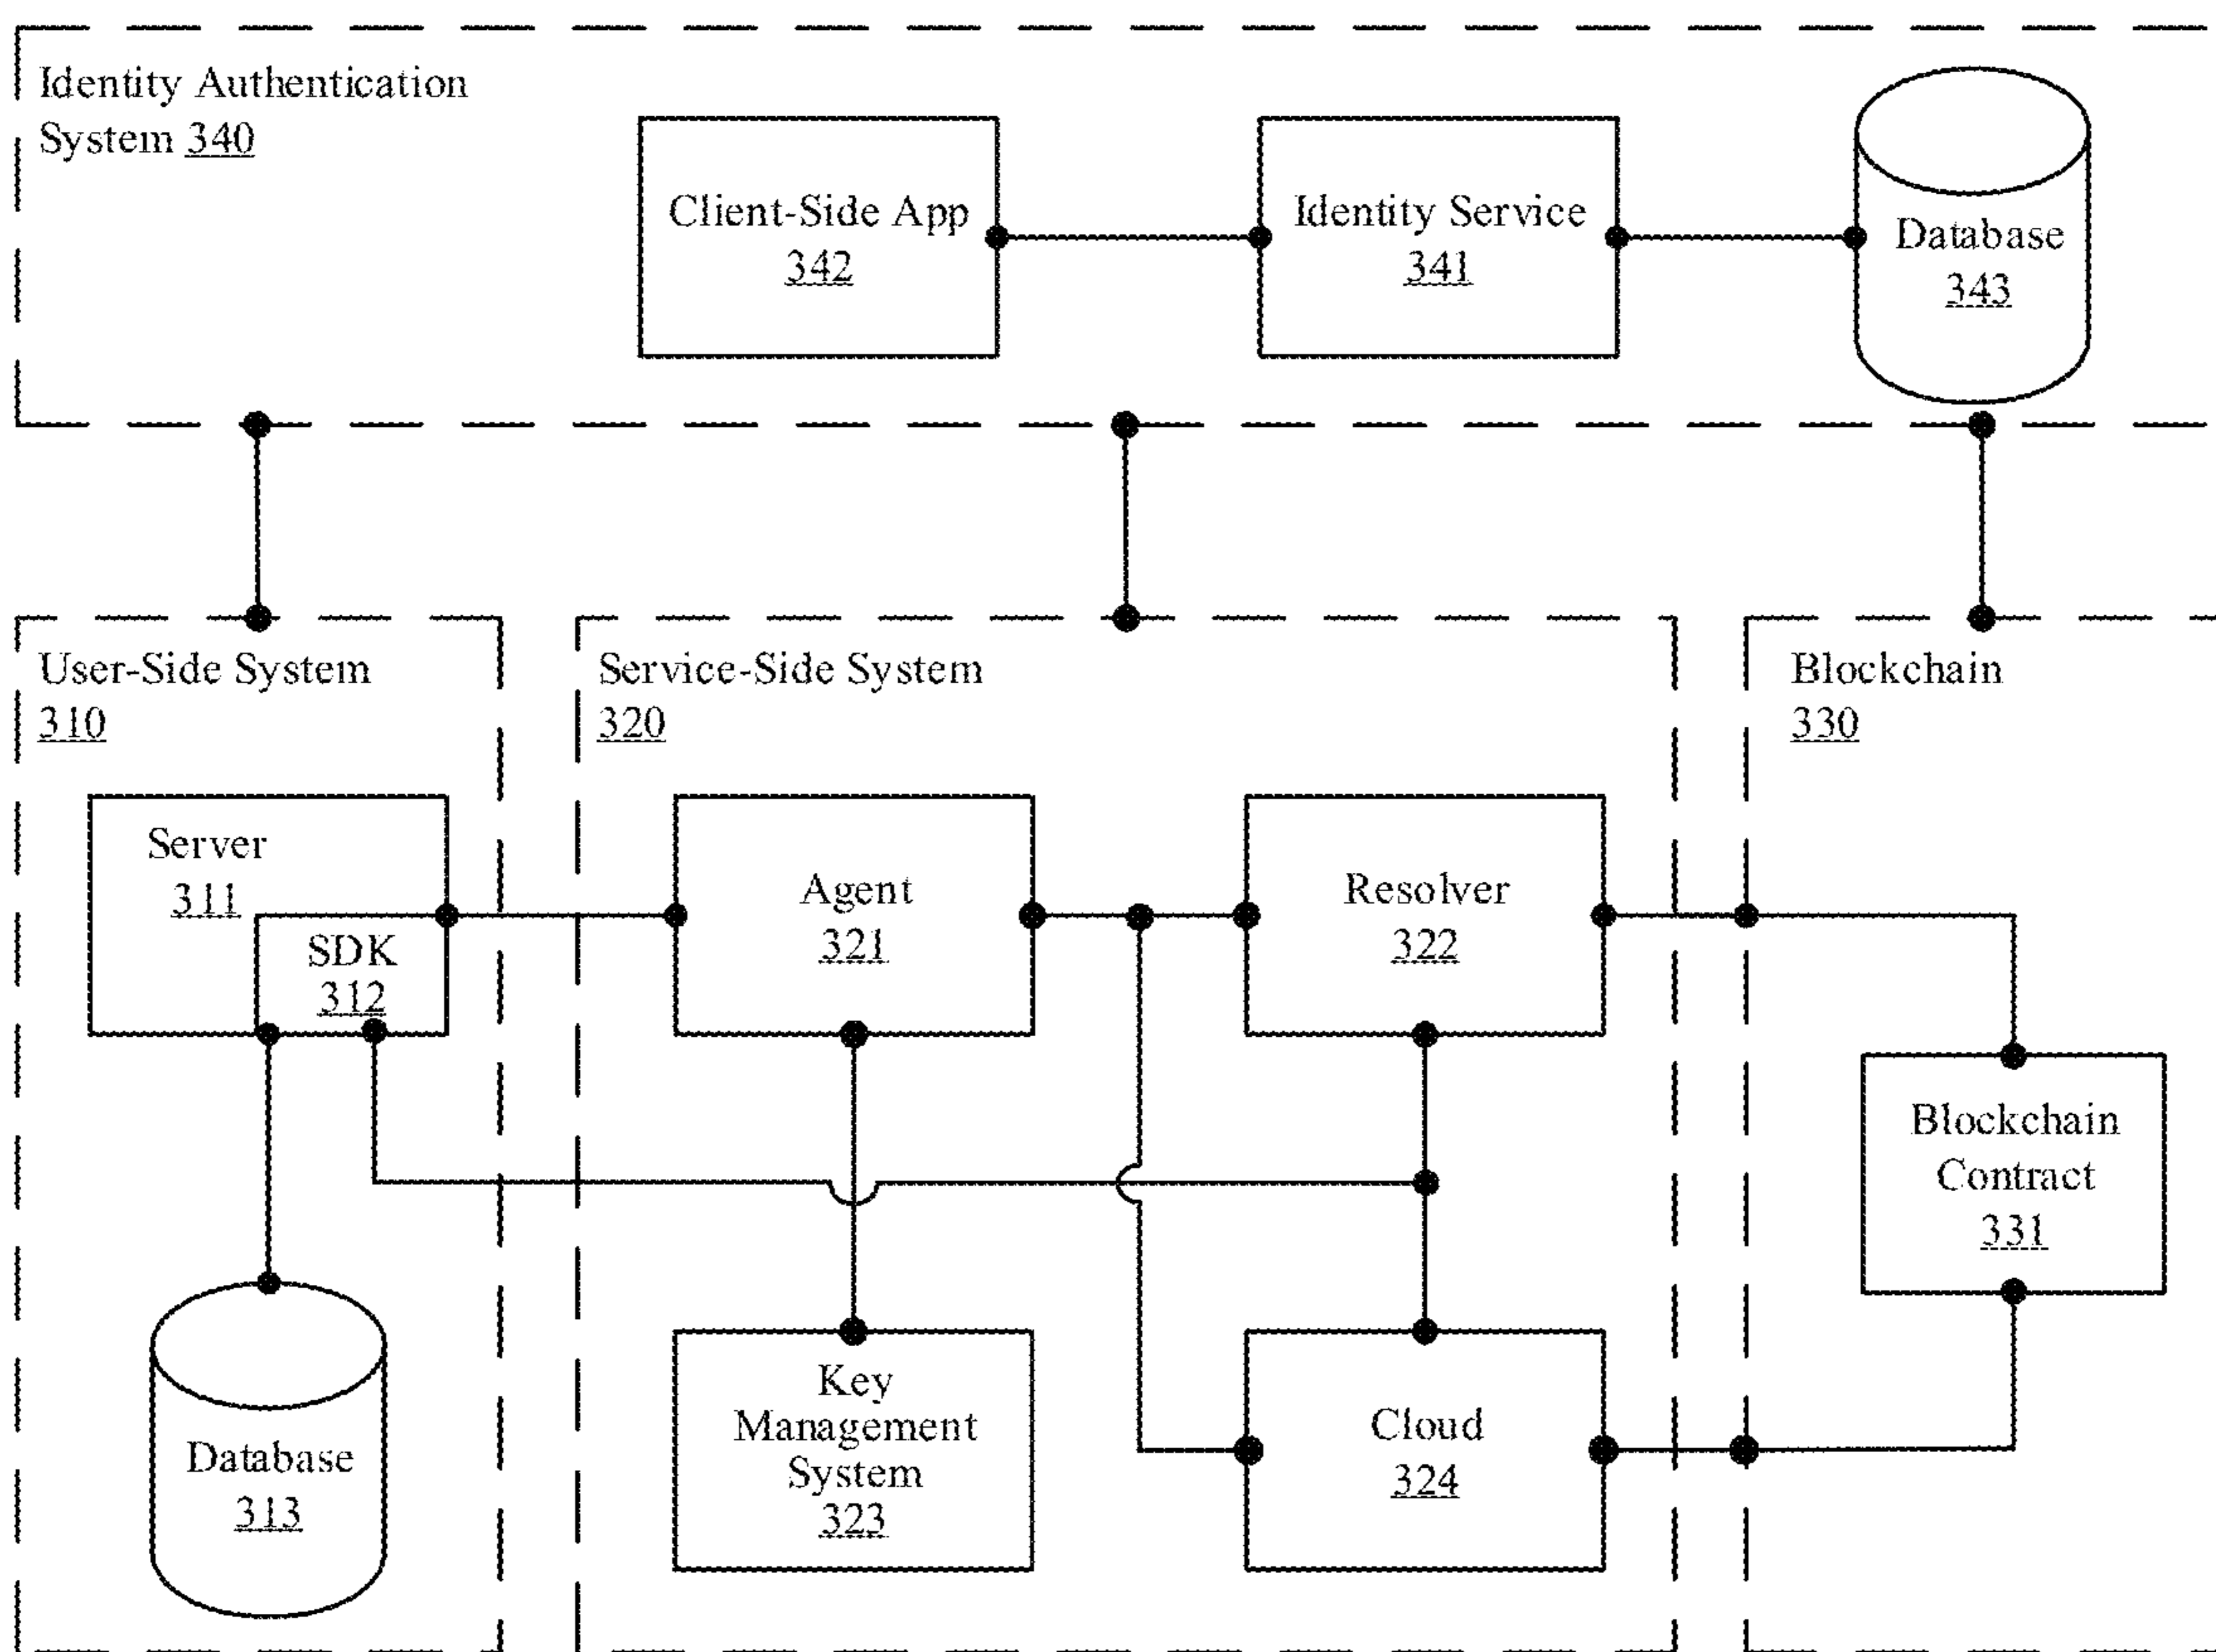 Identity Authentication
System 340
Client-Side App
342
Identity Service
341
Database
343
User-Side System
310
Service-Side System
320
Blockchain
330
Server
311
SDK
312
Agent
321
Resolver
322
Blockchain
Contract
331
Database
313
Key
Management
System
323
Cloud
324